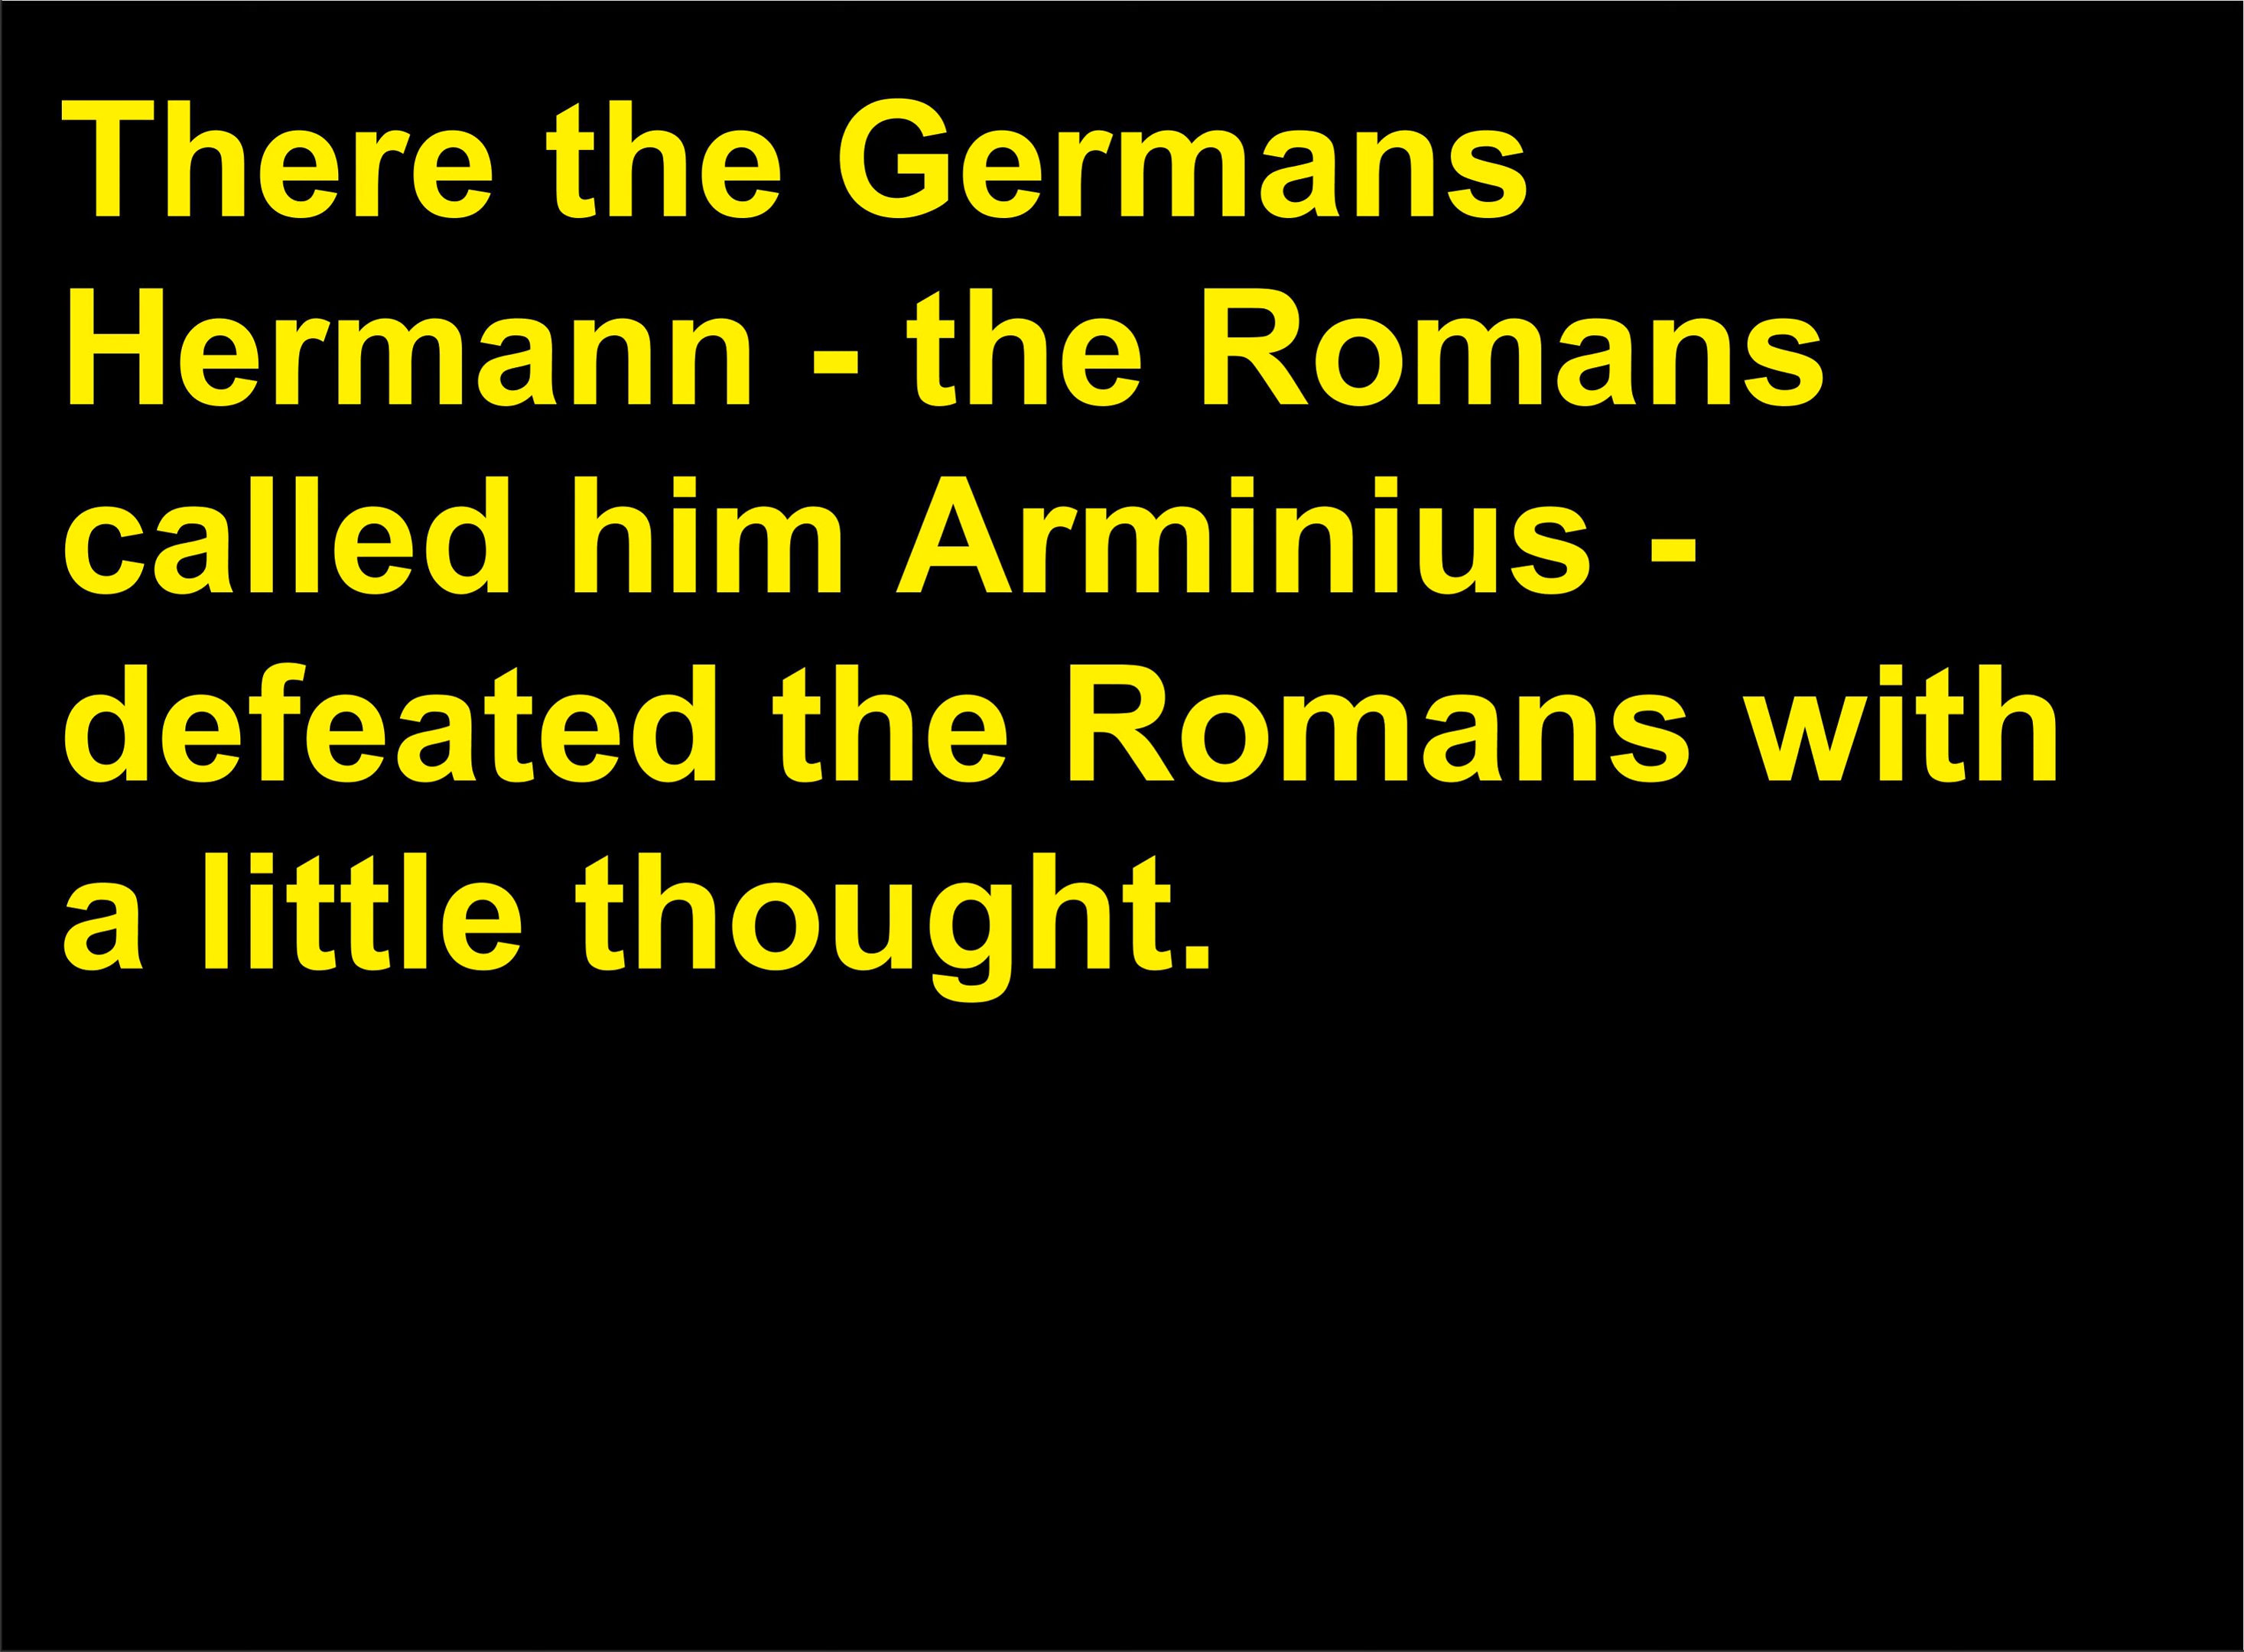 There the Germans
Hermann - the Romans
called him Arminius -
defeated the Romans with
a little thought.